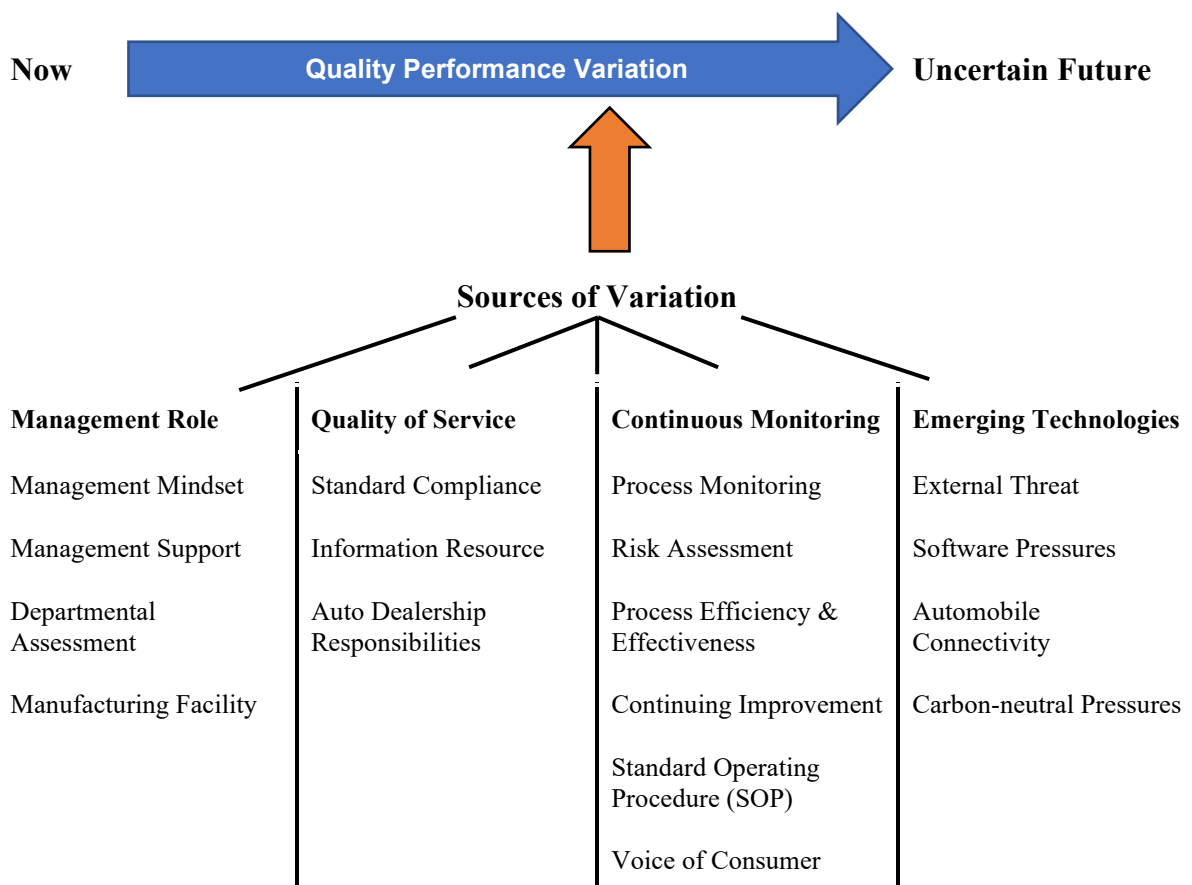 Now
Quality Performance Variation
Uncertain Future
Sources of Variation
Management Role
Management Mindset
Management Support
Departmental
Assessment
Manufacturing Facility
Quality of Service
Standard Compliance
Information Resource
Auto Dealership
Responsibilities
Continuous Monitoring
Process Monitoring
Risk Assessment
Process Efficiency &
Effectiveness
Continuing Improvement
Standard Operating
Procedure (SOP)
Voice of Consumer
Emerging Technologies
External Threat
Software Pressures
Automobile
Connectivity
Carbon-neutral Pressures